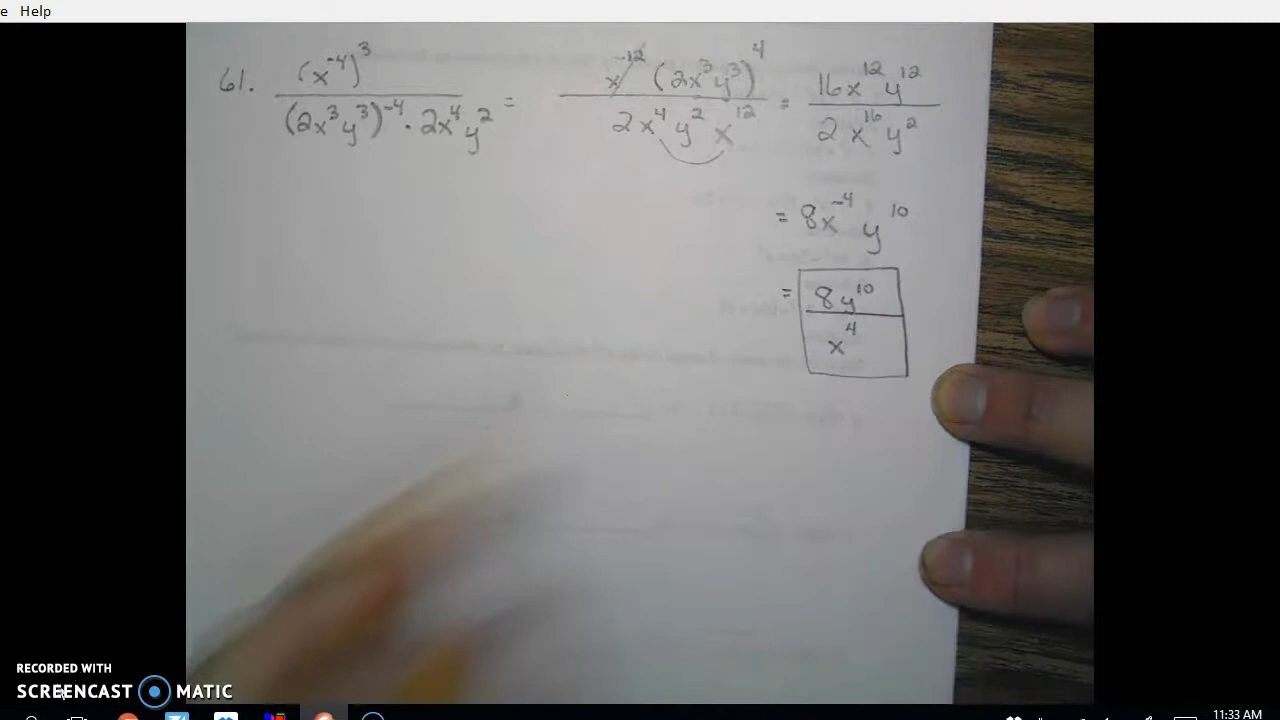 e Help
61. (x^-4)^3 / (2x^3y^3)^-4 · 2x^4y^2 = x^-12 (2x^3y^3)^4 / 2x^4y^2x^12 = 16x^12y^12 / 2x^16y^2
= 8x^-4 y^10
= 8y^10 / x^4
RECORDED WITH
SCREENCAST MATIC
11:33 AM